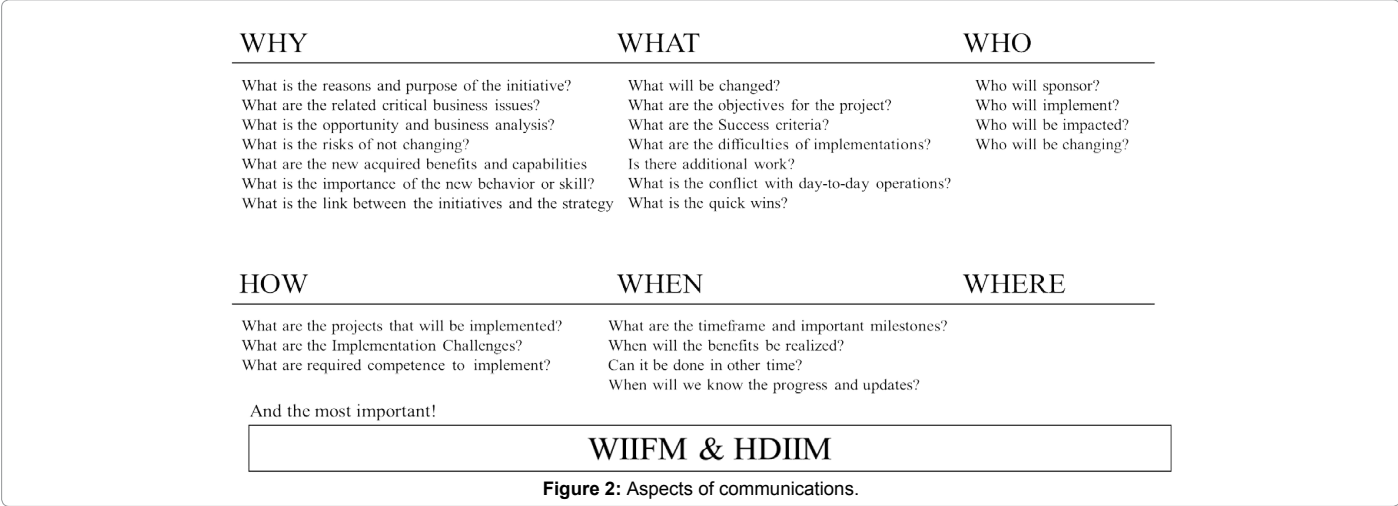 WHY
What is the reasons and purpose of the initiative?
What are the related critical business issues?
What is the opportunity and business analysis?
What is the risks of not changing?
What are the new acquired benefits and capabilities
What is the importance of the new behavior or skill?
What is the link between the initiatives and the strategy
WHAT
What will be changed?
What are the objectives for the project?
What are the Success criteria?
What are the difficulties of implementations?
Is there additional work?
What is the conflict with day-to-day operations?
What is the quick wins?
WHO
Who will sponsor?
Who will implement?
Who will be impacted?
Who will be changing?
HOW
What are the projects that will be implemented?
What are the Implementation Challenges?
What are required competence to implement?
WHEN
What are the timeframe and important milestones?
When will the benefits be realized?
Can it be done in other time?
When will we know the progress and updates?
WHERE
And the most important!
WIIFM & HDIIM
Figure 2: Aspects of communications.